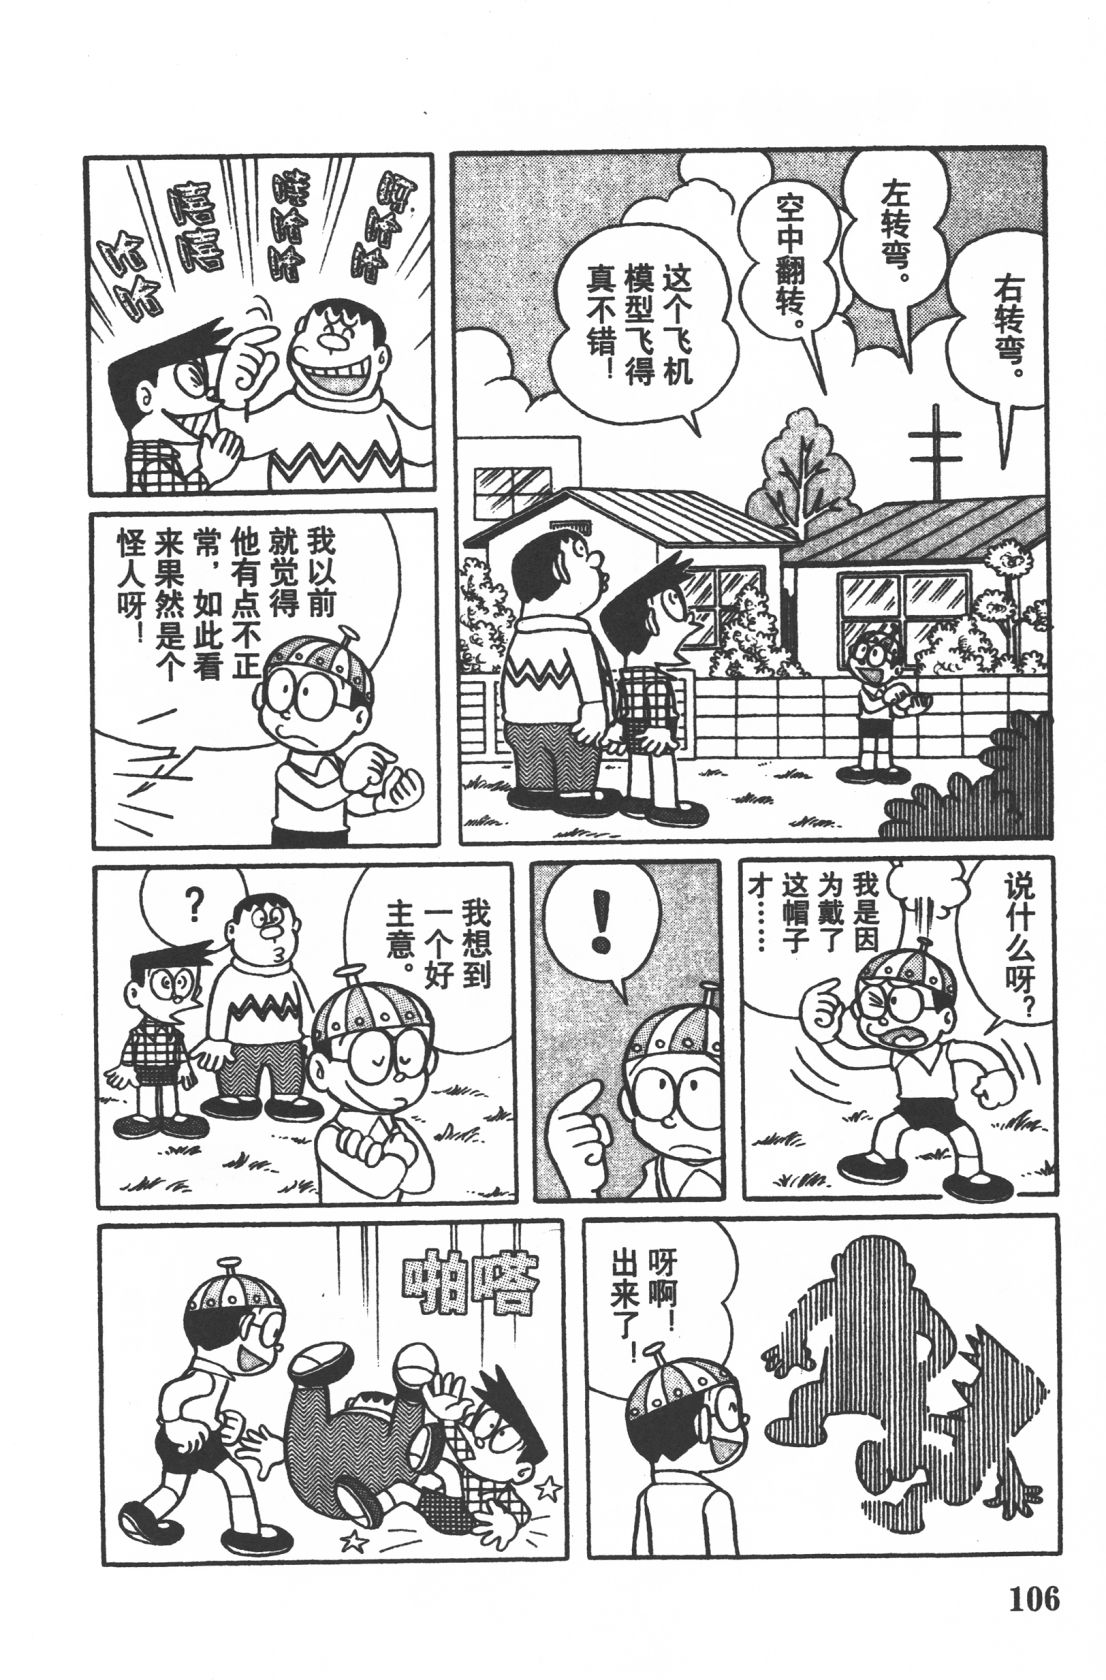 右转弯。
左转弯。
空中翻转。
这个飞机
模型飞得
真不错！
啊哈哈
哇哈哈
嘻嘻
哈哈
我以前
就觉得
他有点不正
常，如此看
来果然是个
怪人呀！
说什么呀？
我是因
为戴了
这帽子
才……
！
我想到
一个好
主意。
？
呀啊！
出来了！
啪嗒
106